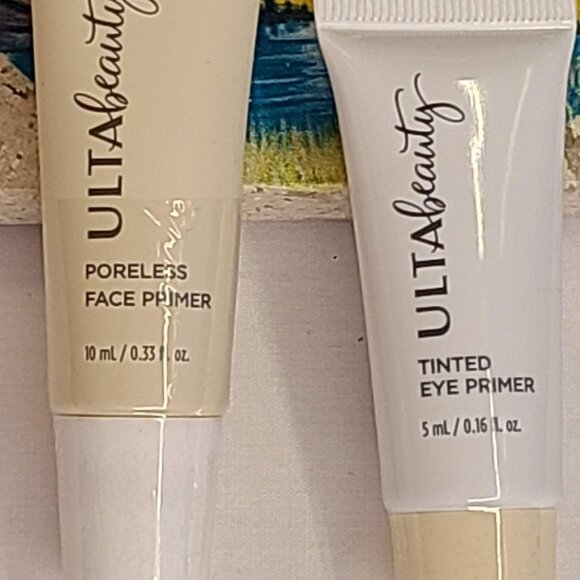 ULTAbeauty
PORELESS
FACE PRIMER
10 mL / 0.33 fl. oz.
ULTAbeauty
TINTED
EYE PRIMER
5 mL / 0.16 fl. oz.